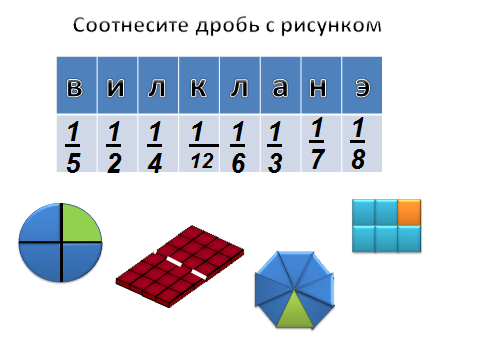 Соотнесите дробь с рисунком
в и л к л а н э
1/5 1/2 1/4 1/12 1/6 1/3 1/7 1/8